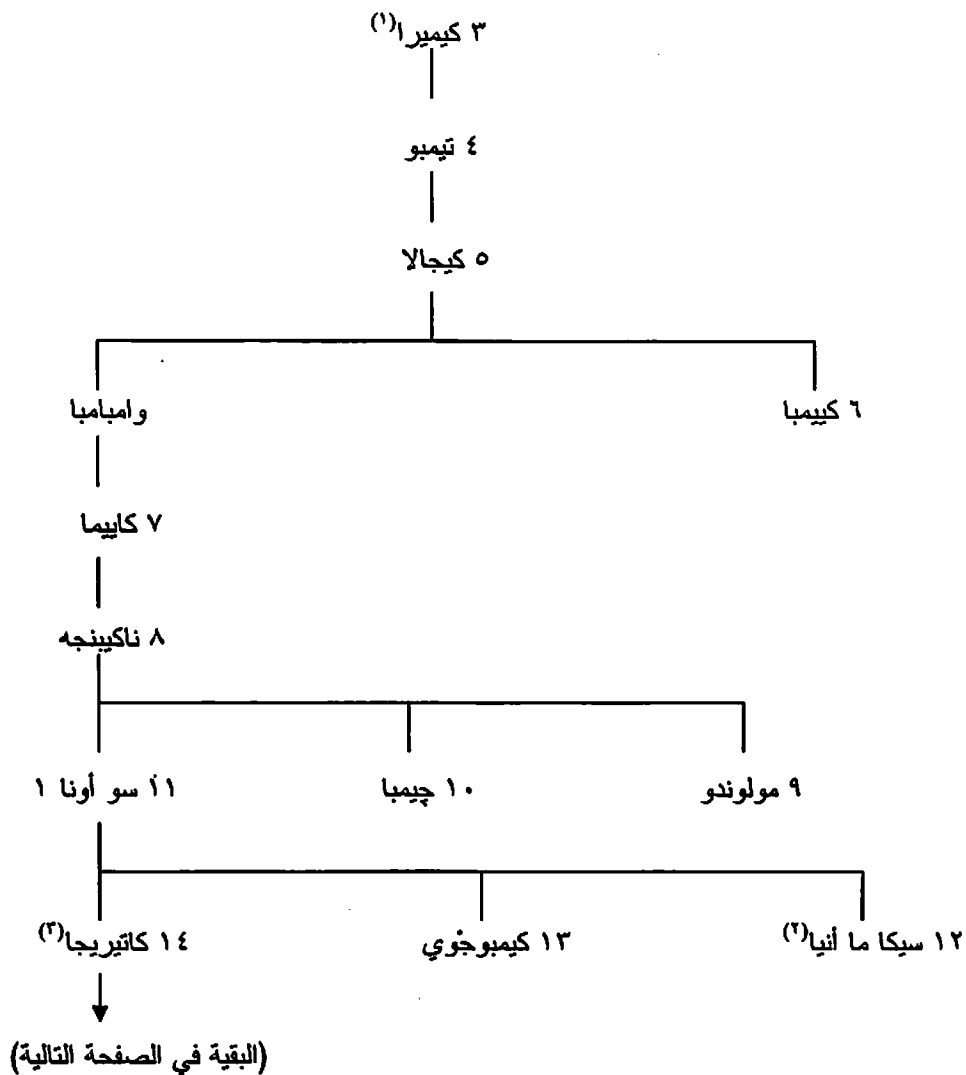 ٣ كيميرا(١)
٤ تيمبو
٥ كيجالا
٦ كييمبا
وامبامبا
٧ كاييما
٨ ناكيبنجه
٩ مولوندو
١٠ چيمبا
١١ سو أونا ١
١٢ سيكا ما أنيا(٢)
١٣ كيمبوجْوي
١٤ كاتيريجا(٣)
(البقية في الصفحة التالية)